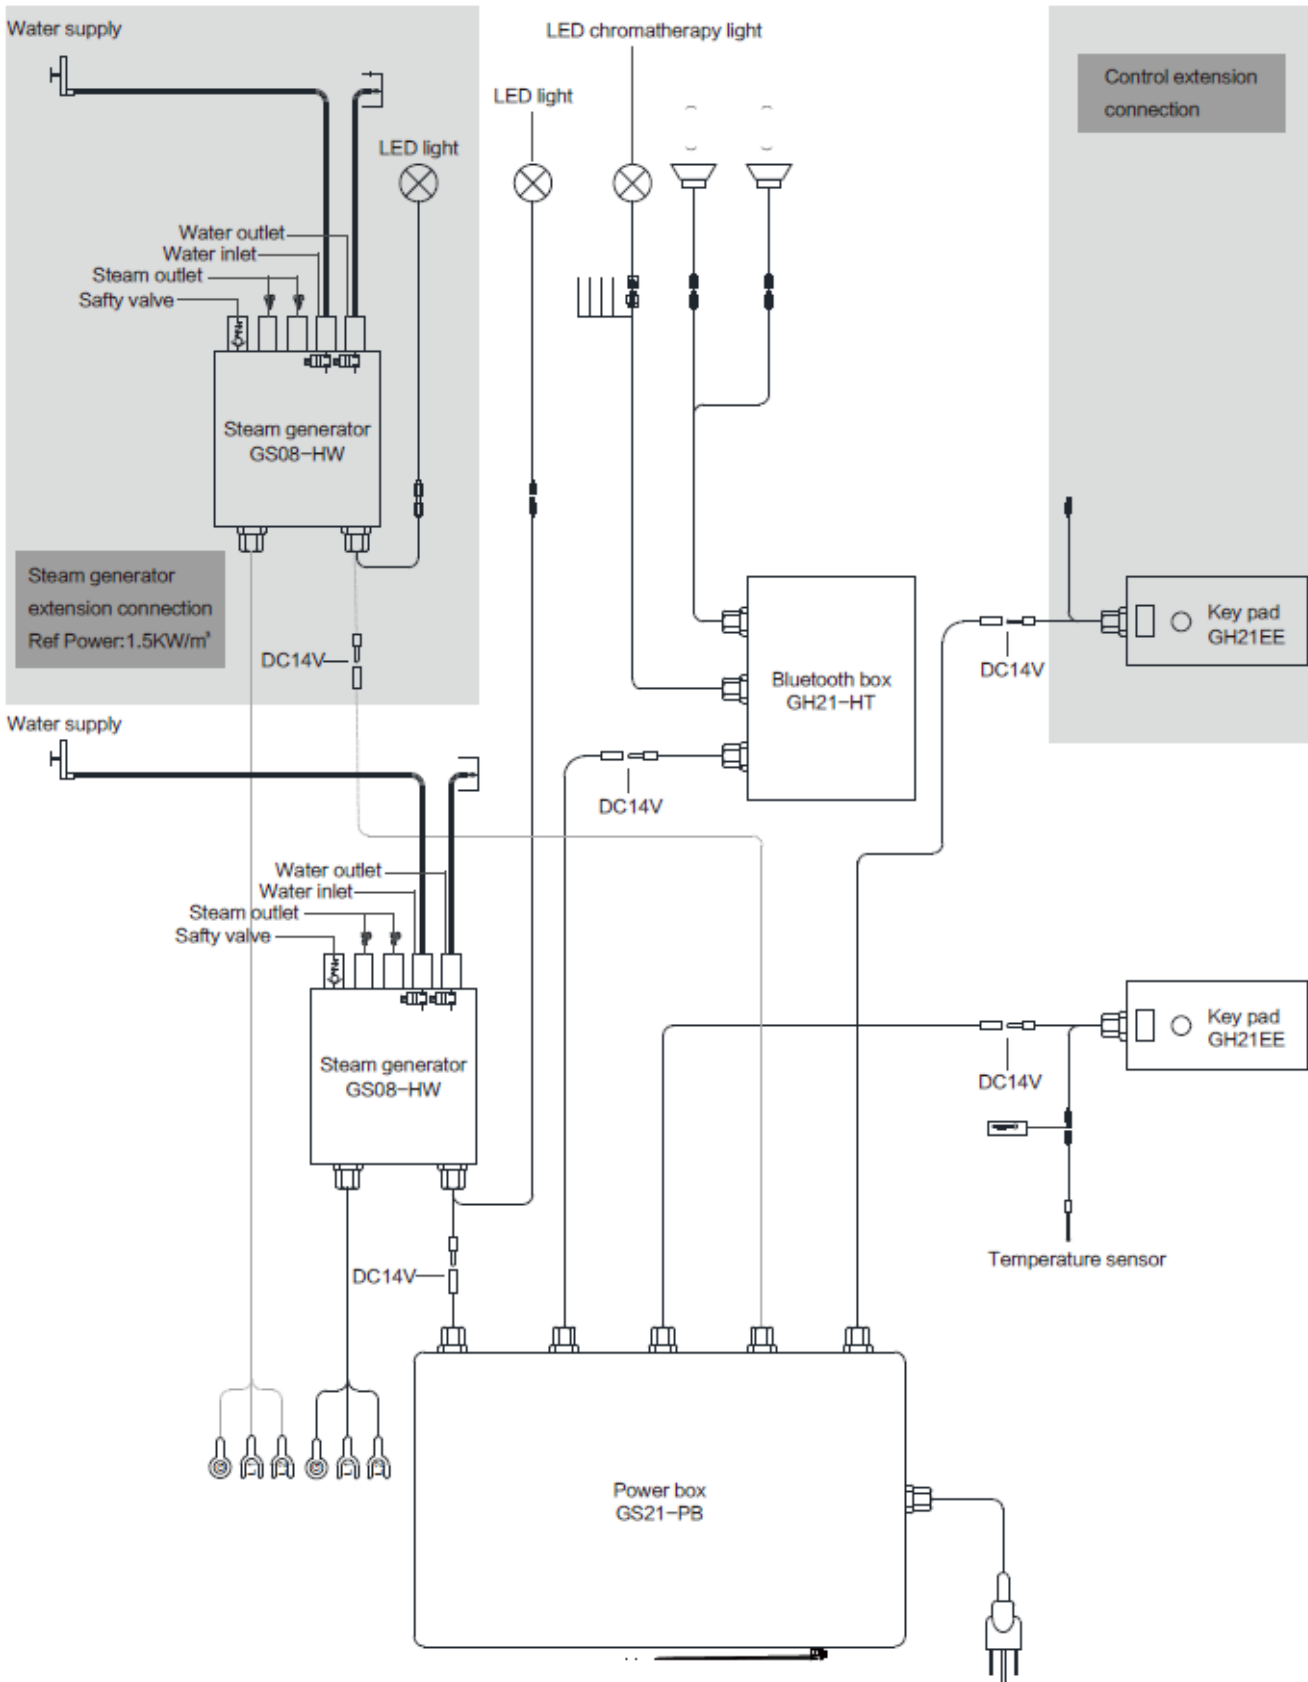 Water supply
LED chromatherapy light
Control extension
connection
LED light
LED light
Water outlet
Water inlet
Steam outlet
Safty valve
Steam generator
GS08-HW
Steam generator
extension connection
Ref Power:1.5KW/m³
DC14V
Key pad
GH21EE
DC14V
Bluetooth box
GH21-HT
Water supply
DC14V
Water outlet
Water inlet
Steam outlet
Safty valve
Steam generator
GS08-HW
Key pad
GH21EE
DC14V
Temperature sensor
DC14V
Power box
GS21-PB